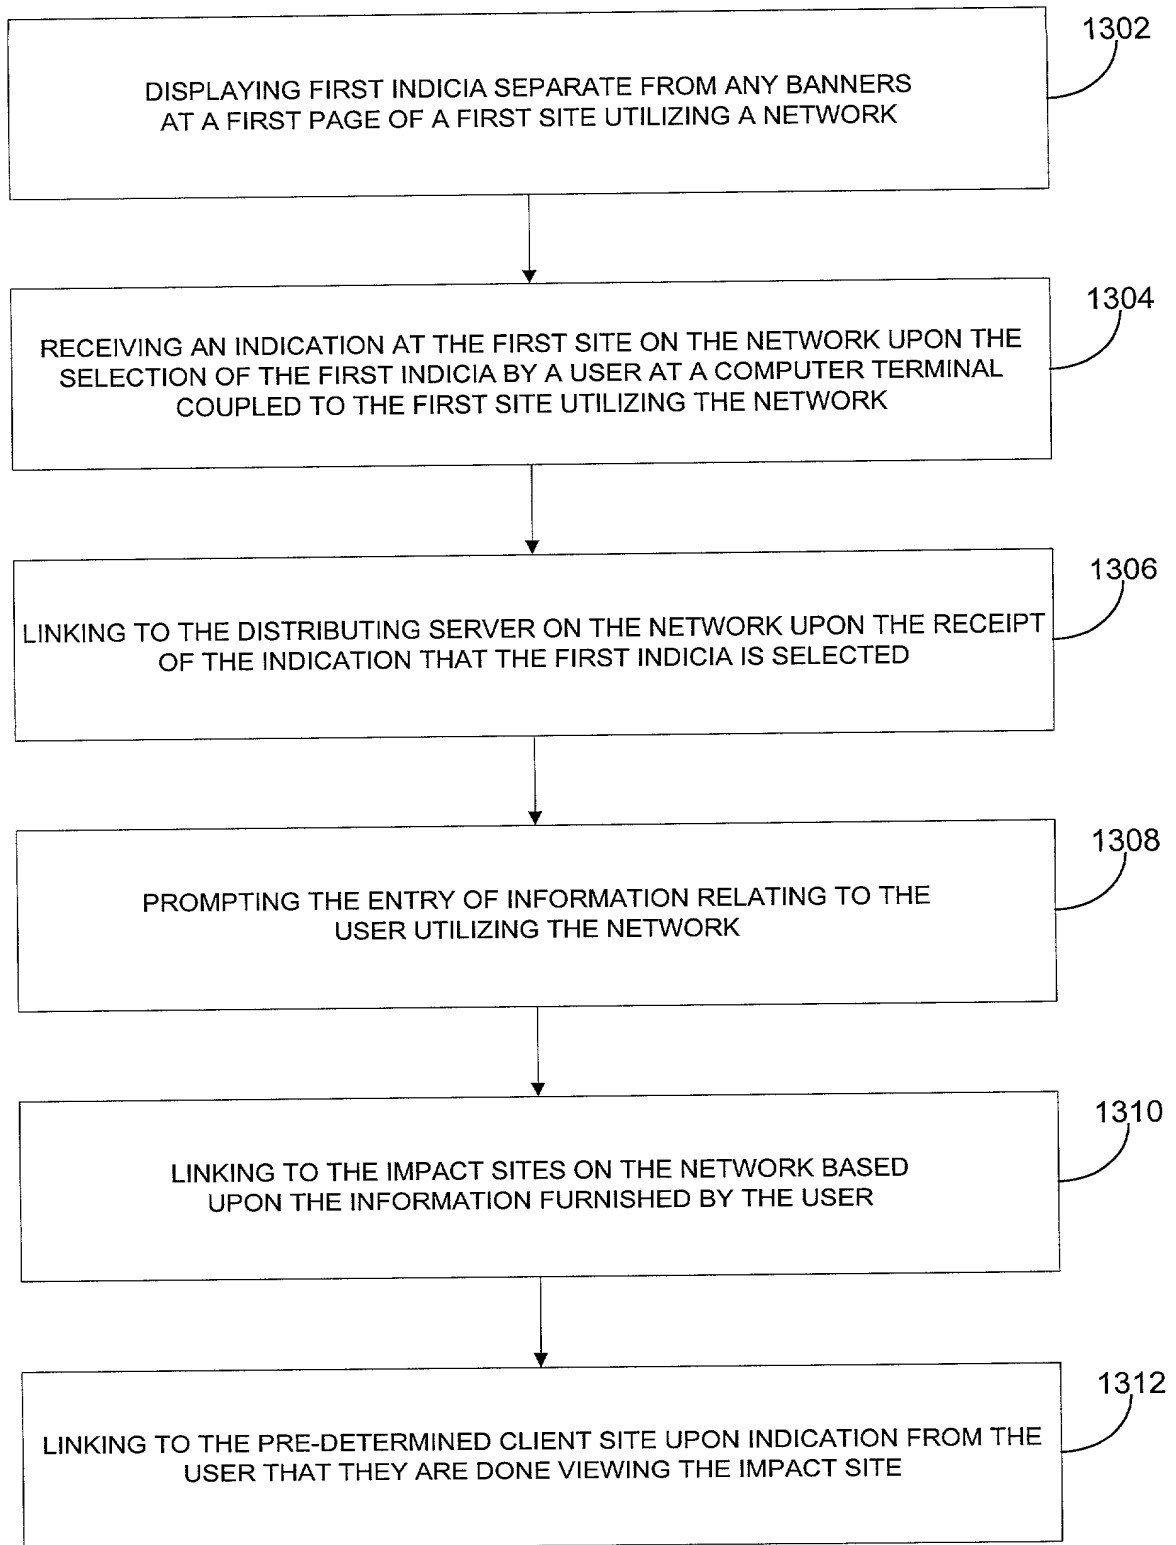 1302
DISPLAYING FIRST INDICIA SEPARATE FROM ANY BANNERS
AT A FIRST PAGE OF A FIRST SITE UTILIZING A NETWORK
1304
RECEIVING AN INDICATION AT THE FIRST SITE ON THE NETWORK UPON THE
SELECTION OF THE FIRST INDICIA BY A USER AT A COMPUTER TERMINAL
COUPLED TO THE FIRST SITE UTILIZING THE NETWORK
1306
LINKING TO THE DISTRIBUTING SERVER ON THE NETWORK UPON THE RECEIPT
OF THE INDICATION THAT THE FIRST INDICIA IS SELECTED
1308
PROMPTING THE ENTRY OF INFORMATION RELATING TO THE
USER UTILIZING THE NETWORK
1310
LINKING TO THE IMPACT SITES ON THE NETWORK BASED
UPON THE INFORMATION FURNISHED BY THE USER
1312
LINKING TO THE PRE-DETERMINED CLIENT SITE UPON INDICATION FROM THE
USER THAT THEY ARE DONE VIEWING THE IMPACT SITE